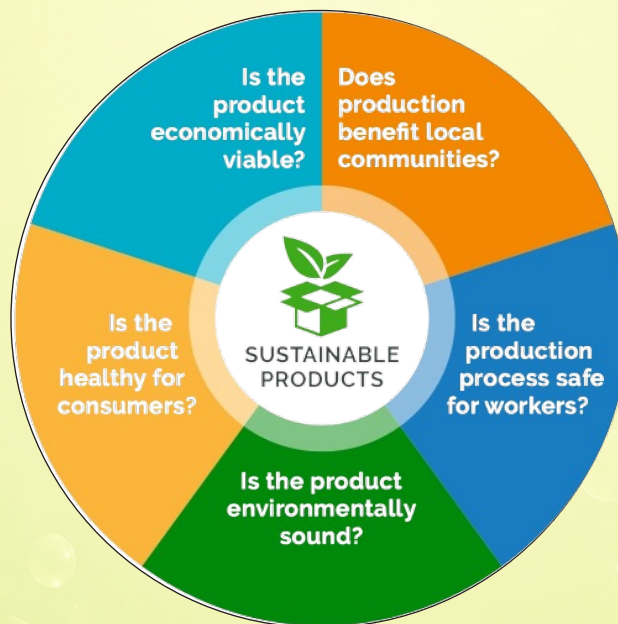 Is the
product
economically
viable?
Does
production
benefit local
communities?
Is the
product
healthy for
consumers?
SUSTAINABLE
PRODUCTS
Is the
production
process safe
for workers?
Is the product
environmentally
sound?